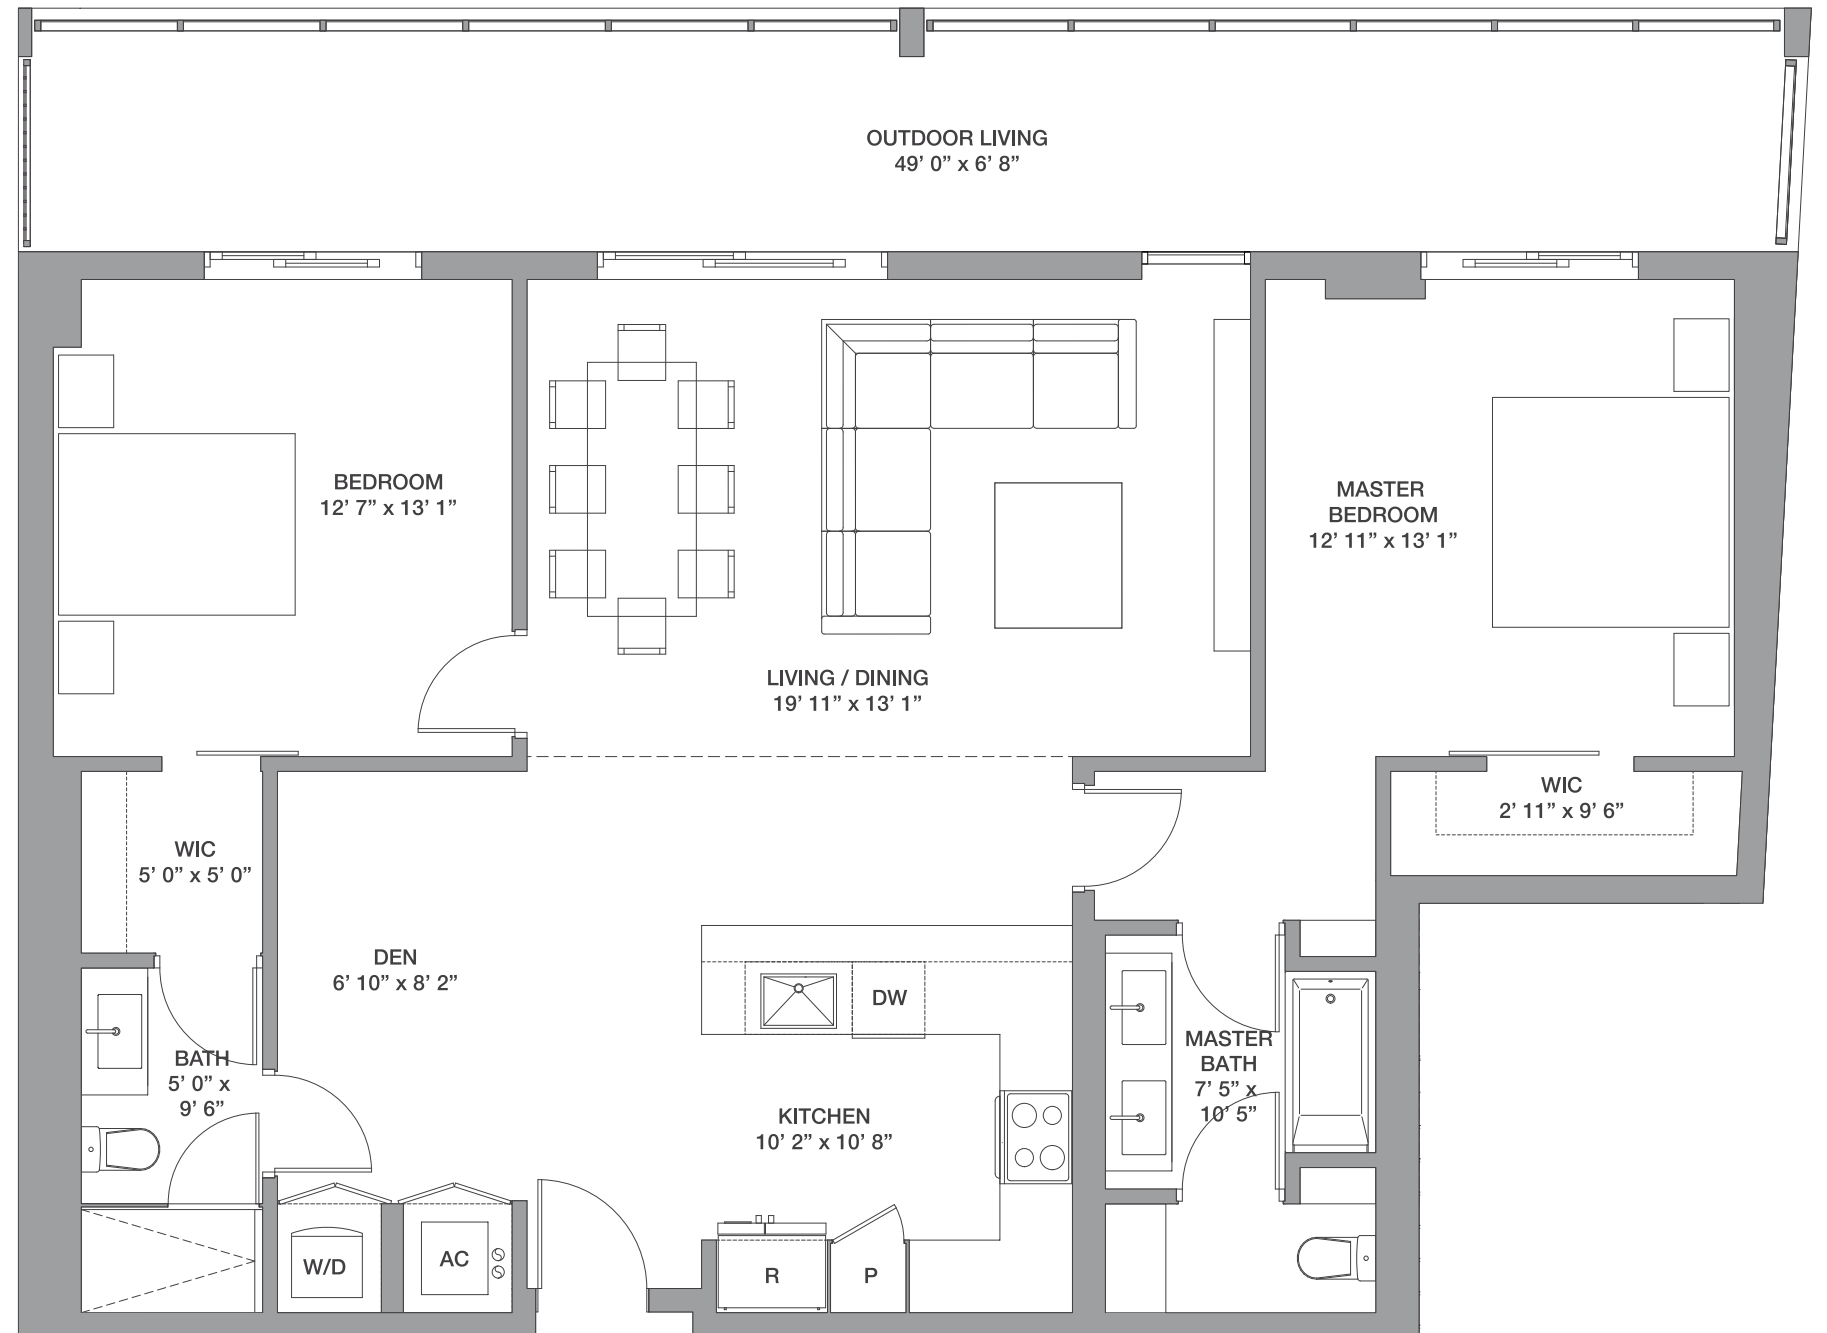 OUTDOOR LIVING
49’ 0” x 6’ 8”
BEDROOM
12’ 7” x 13’ 1”
MASTER
BEDROOM
12’ 11” x 13’ 1”
LIVING / DINING
19’ 11” x 13’ 1”
WIC
2’ 11” x 9’ 6”
WIC
5’ 0” x 5’ 0”
DEN
6’ 10” x 8’ 2”
DW
MASTER
BATH
7’ 5” x
10’ 5”
BATH
5’ 0” x
9’ 6”
KITCHEN
10’ 2” x 10’ 8”
W/D
AC
R
P